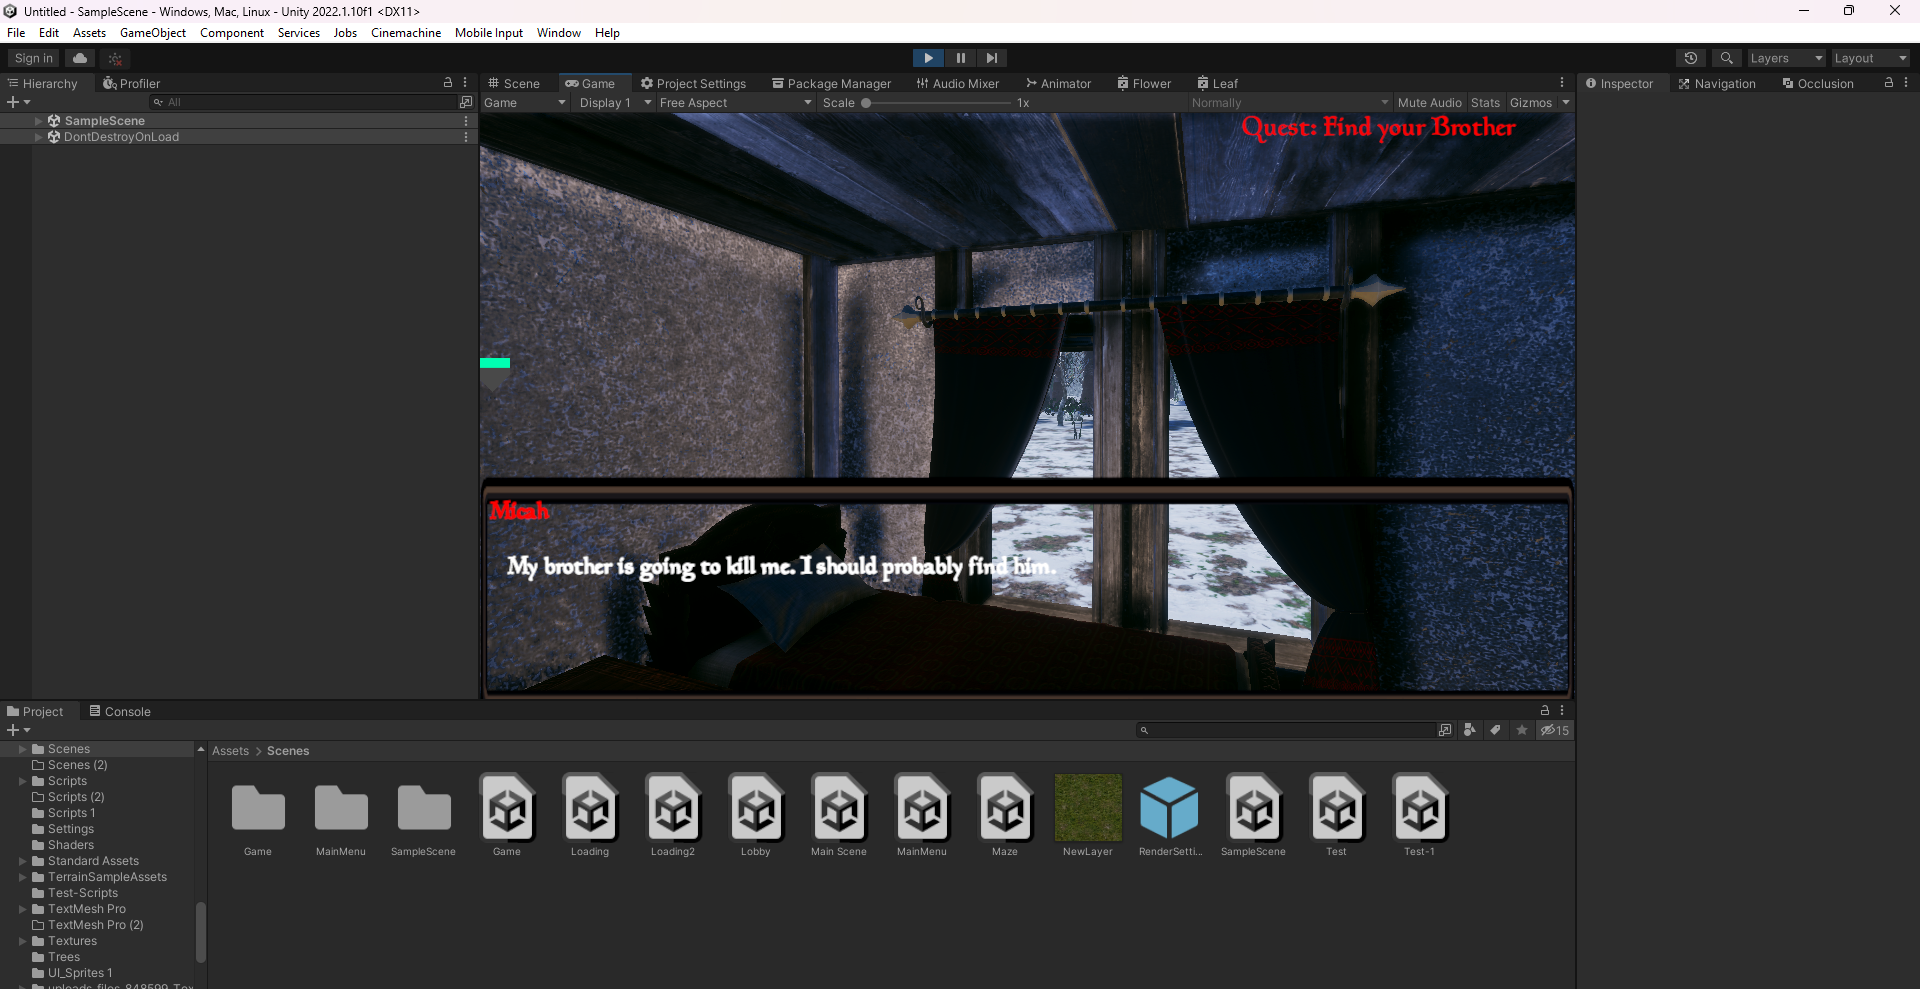 Untitled - SampleScene - Windows, Mac, Linux - Unity 2022.1.10f1 <DX11>
File Edit Assets GameObject Component Services Jobs Cinemachine Mobile Input Window Help
Sign in
Layers Layout
Hierarchy Profiler
Scene Game Project Settings Package Manager Audio Mixer Animator Flower Leaf
Inspector Navigation Occlusion
All
Game Display 1 Free Aspect Scale 1x Normally Mute Audio Stats Gizmos
SampleScene
DontDestroyOnLoad
Quest: Find your Brother
Micah
My brother is going to kill me. I should probably find him.
Project Console
15
Scenes
Scenes (2)
Scripts
Scripts (2)
Scripts 1
Settings
Shaders
Standard Assets
TerrainSampleAssets
Test-Scripts
TextMesh Pro
TextMesh Pro (2)
Textures
Trees
UI_Sprites 1
Assets > Scenes
Game MainMenu SampleScene Game Loading Loading2 Lobby Main Scene MainMenu Maze NewLayer RenderSetti... SampleScene Test Test-1